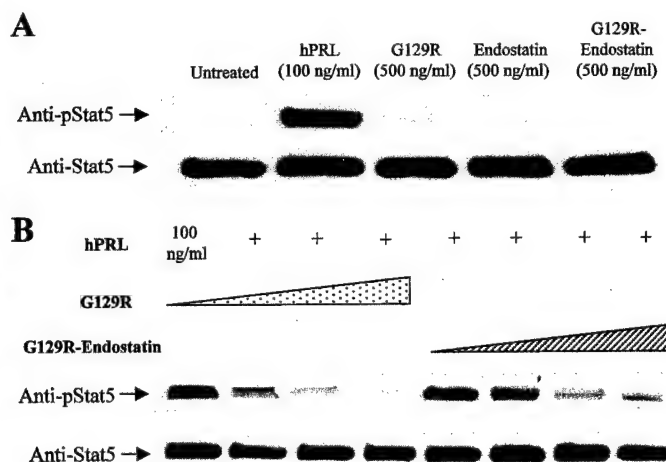 A
Untreated
hPRL
(100 ng/ml)
G129R
(500 ng/ml)
Endostatin
(500 ng/ml)
G129R-
Endostatin
(500 ng/ml)
Anti-pStat5
Anti-Stat5
B
hPRL
100
ng/ml
+ + + + + + +
G129R
G129R-Endostatin
Anti-pStat5
Anti-Stat5